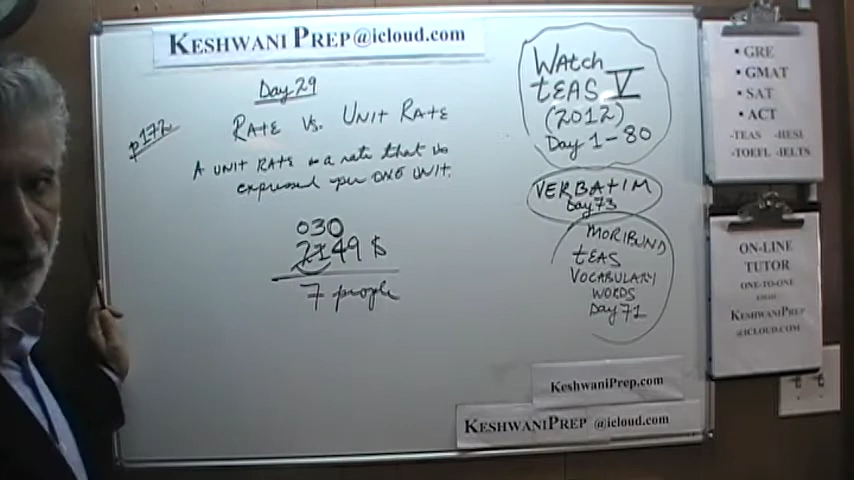 KESHWANI PREP@icloud.com
Day 29
p172
RATE VS. UNIT RATE
A UNIT RATE is a rate that is
expressed per ONE UNIT.
030
2149 $
7 people
WAtch
tEAS V
(2012)
Day 1-80
VERBATIM
Day 73
MORIBUND
tEAS
VOCABULARY
WORDS
Day 71
KESHWANIPREP.com
KESHWANIPREP @icloud.com
• GRE
• GMAT
• SAT
• ACT
-TEAS -HESI
-TOEFL -IELTS
ON-LINE
TUTOR
ONE-TO-ONE
KESHWANIPREP
@ICLOUD.COM